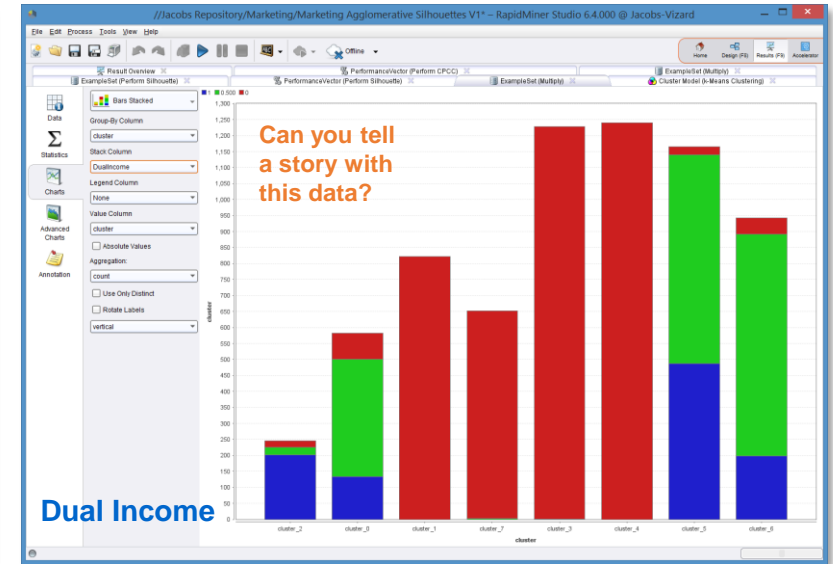 //Jacobs Repository/Marketing/Marketing Agglomerative Silhouettes V1* – RapidMiner Studio 6.4.000 @ Jacobs-Vizard
File Edit Process Tools View Help
Offline
Home Design (F8) Results (F9) Accelerator
Result Overview PerformanceVector (Perform CPCC) ExampleSet (Multiply)
ExampleSet (Perform Silhouette) PerformanceVector (Perform Silhouette) ExampleSet (Multiply) Cluster Model (k-Means Clustering)
Data
Statistics
Charts
Advanced
Charts
Annotation
Bars Stacked
Group-By Column
cluster
Stack Column
DualIncome
Legend Column
None
Value Column
cluster
Absolute Values
Aggregation:
count
Use Only Distinct
Rotate Labels
vertical
1 0.500 0
Can you tell
a story with
this data?
1,300
1,250
1,200
1,150
1,100
1,050
1,000
950
900
850
800
750
700
650
600
550
500
450
400
350
300
250
200
150
100
50
0
cluster
Dual Income
cluster_2 cluster_0 cluster_1 cluster_7 cluster_3 cluster_4 cluster_5 cluster_6
cluster